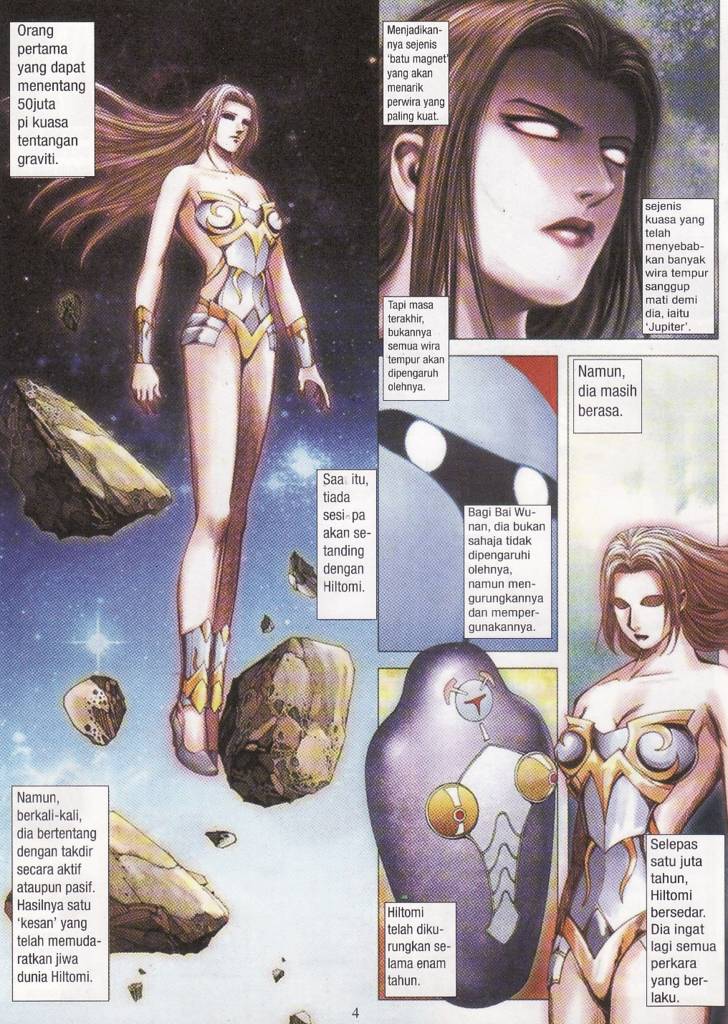 Orang
pertama
yang dapat
menentang
50juta
pi kuasa
tentangan
graviti.
Menjadikan-
nya sejenis
'batu magnet'
yang akan
menarik
perwira yang
paling kuat.
sejenis
kuasa yang
telah
menyebab-
kan banyak
wira tempur
sanggup
mati demi
dia, iaitu
'Jupiter'.
Tapi masa
terakhir,
bukannya
semua wira
tempur akan
dipengaruh
olehnya.
Saa itu,
tiada
sesi-pa
akan se-
tanding
dengan
Hiltomi.
Bagi Bai Wu-
nan, dia bukan
sahaja tidak
dipengaruhi
olehnya,
namun men-
gurungkannya
dan memper-
gunakannya.
Namun,
dia masih
berasa.
Namun,
berkali-kali,
dia bertentang
dengan takdir
secara aktif
ataupun pasif.
Hasilnya satu
'kesan' yang
telah memuda-
ratkan jiwa
dunia Hiltomi.
Hiltomi
telah diku-
rungkan se-
lama enam
tahun.
Selepas
satu juta
tahun,
Hiltomi
bersedar.
Dia ingat
lagi semua
perkara
yang ber-
laku.
4